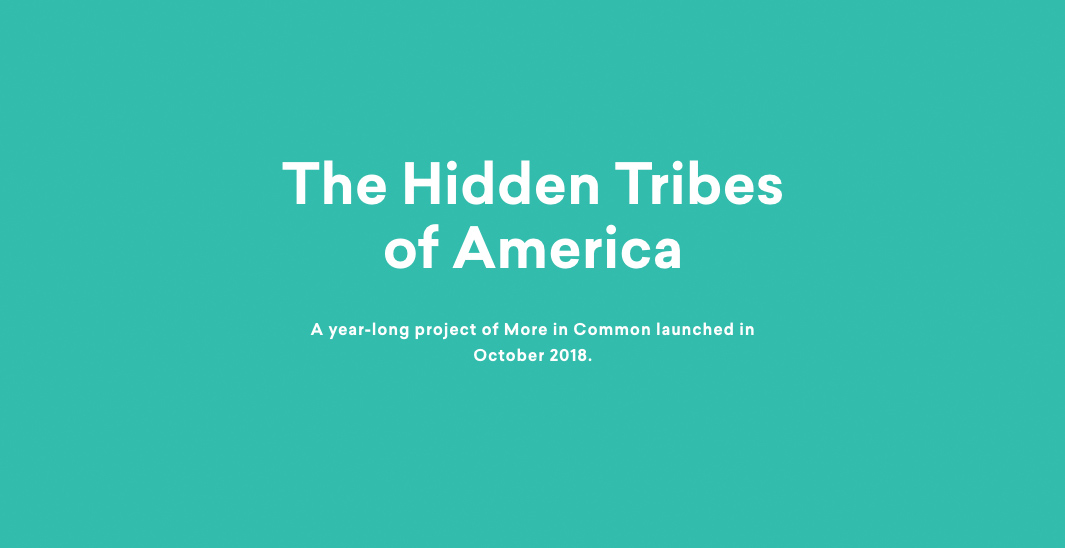 The Hidden Tribes
of America
A year-long project of More in Common launched in
October 2018.